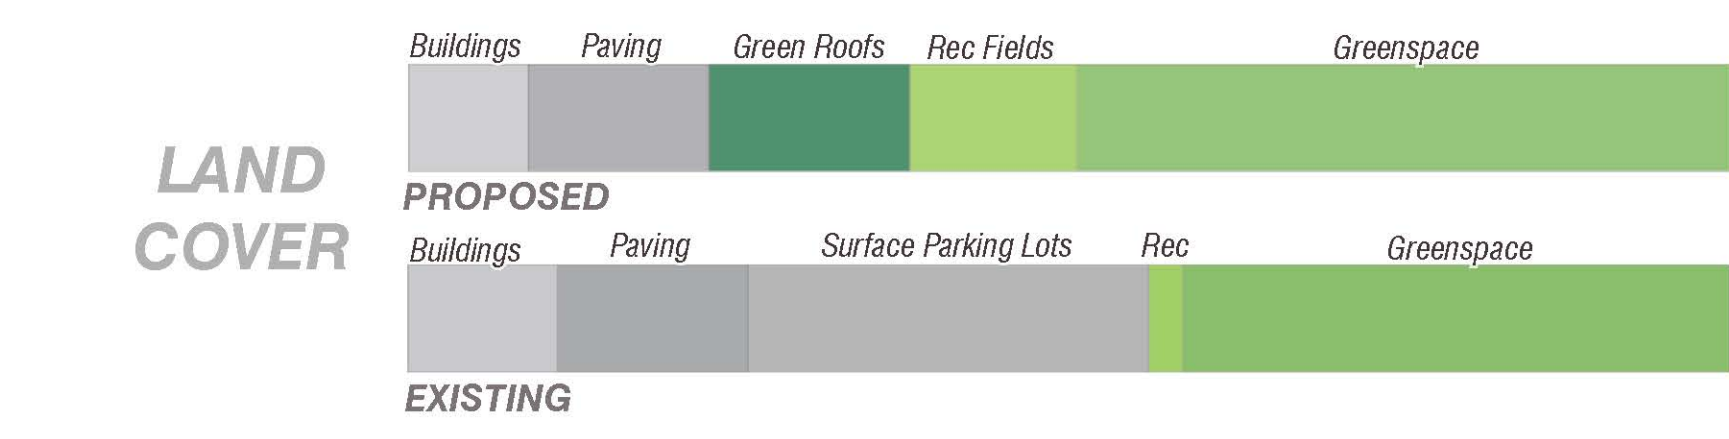 LAND
COVER
Buildings Paving Green Roofs Rec Fields Greenspace
PROPOSED
Buildings Paving Surface Parking Lots Rec Greenspace
EXISTING